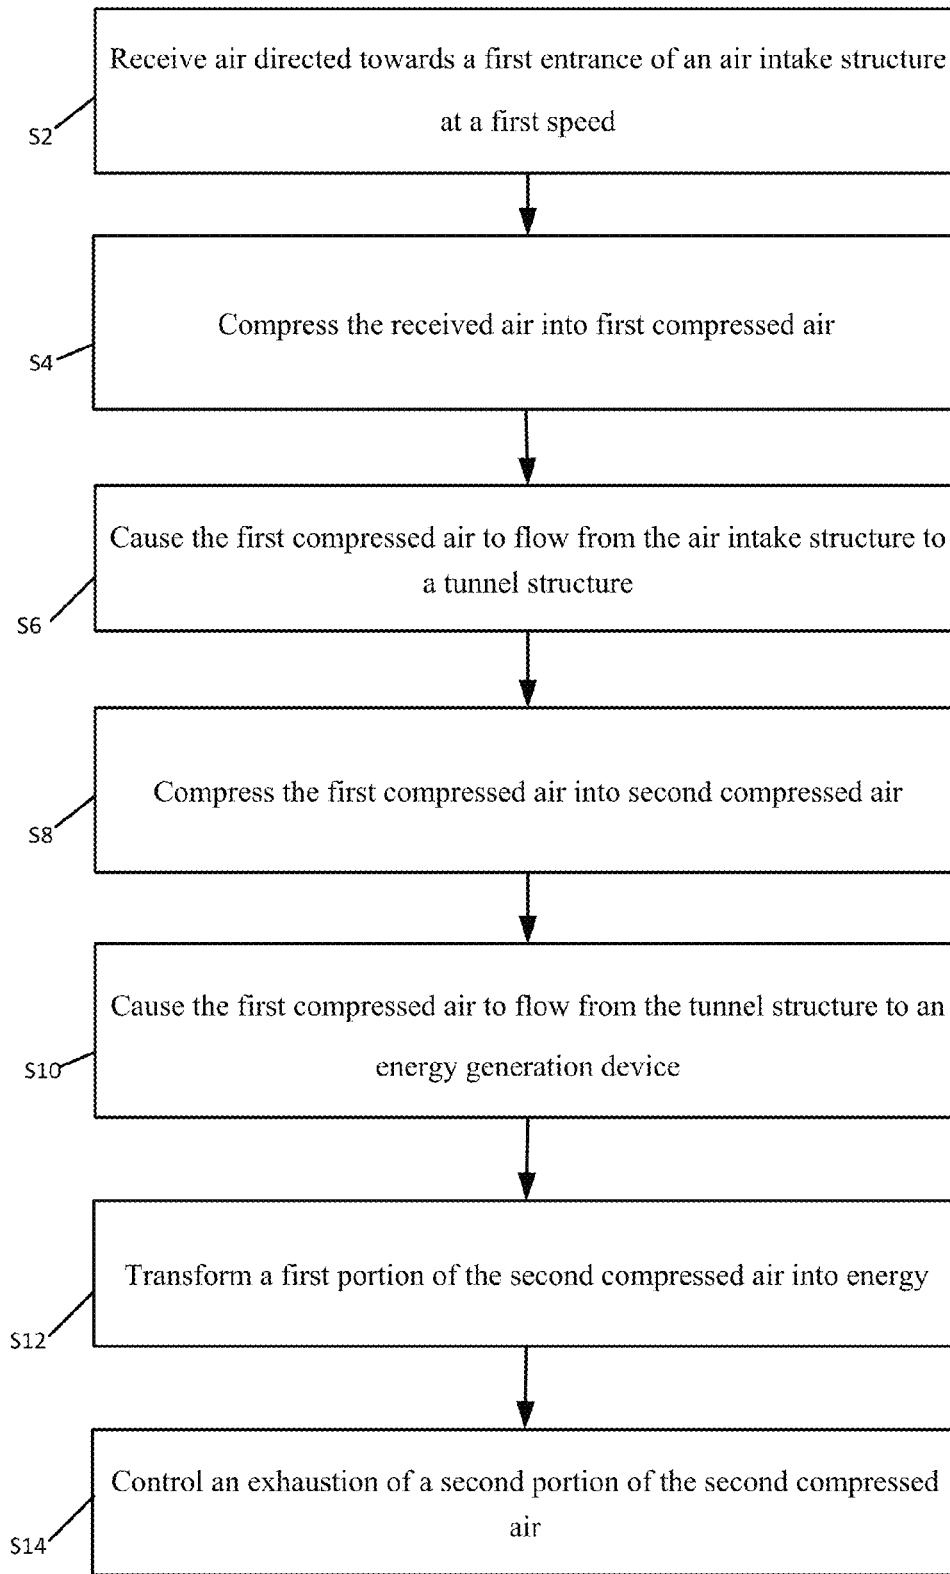 Receive air directed towards a first entrance of an air intake structure
at a first speed
S2
Compress the received air into first compressed air
S4
Cause the first compressed air to flow from the air intake structure to
a tunnel structure
S6
Compress the first compressed air into second compressed air
S8
Cause the first compressed air to flow from the tunnel structure to an
energy generation device
S10
Transform a first portion of the second compressed air into energy
S12
Control an exhaustion of a second portion of the second compressed
air
S14